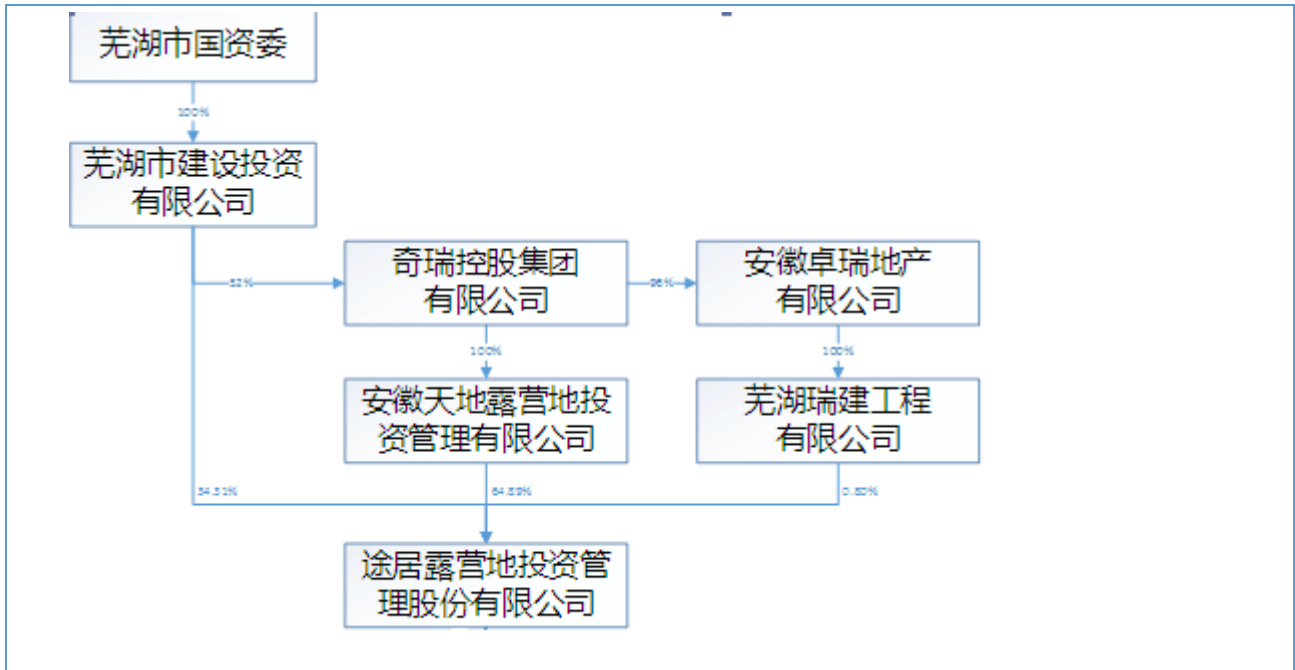 芜湖市国资委
100%
芜湖市建设投资
有限公司
奇瑞控股集团
有限公司
安徽卓瑞地产
有限公司
52%
100%
100%
安徽天地露营地投
资管理有限公司
芜湖瑞建工程
有限公司
34.31%
64.89%
0.80%
途居露营地投资管
理股份有限公司